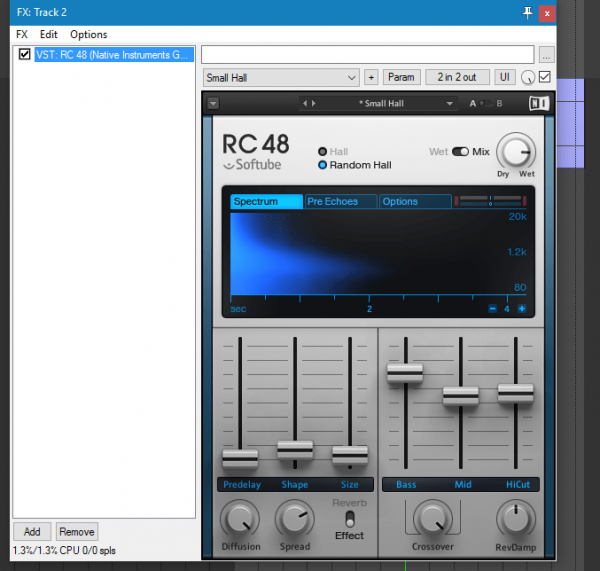 FX: Track 2
FX Edit Options
VST: RC 48 (Native Instruments G...
...
Small Hall + Param 2 in 2 out UI
* Small Hall A B
RC 48
Softube
Hall
Random Hall
Wet Mix
Dry Wet
Spectrum Pre Echoes Options
0
20k
1.2k
80
sec 2 4
Predelay Shape Size Bass Mid HiCut
Reverb
Effect
Diffusion Spread Crossover RevDamp
Add Remove
1.3%/1.3% CPU 0/0 spls